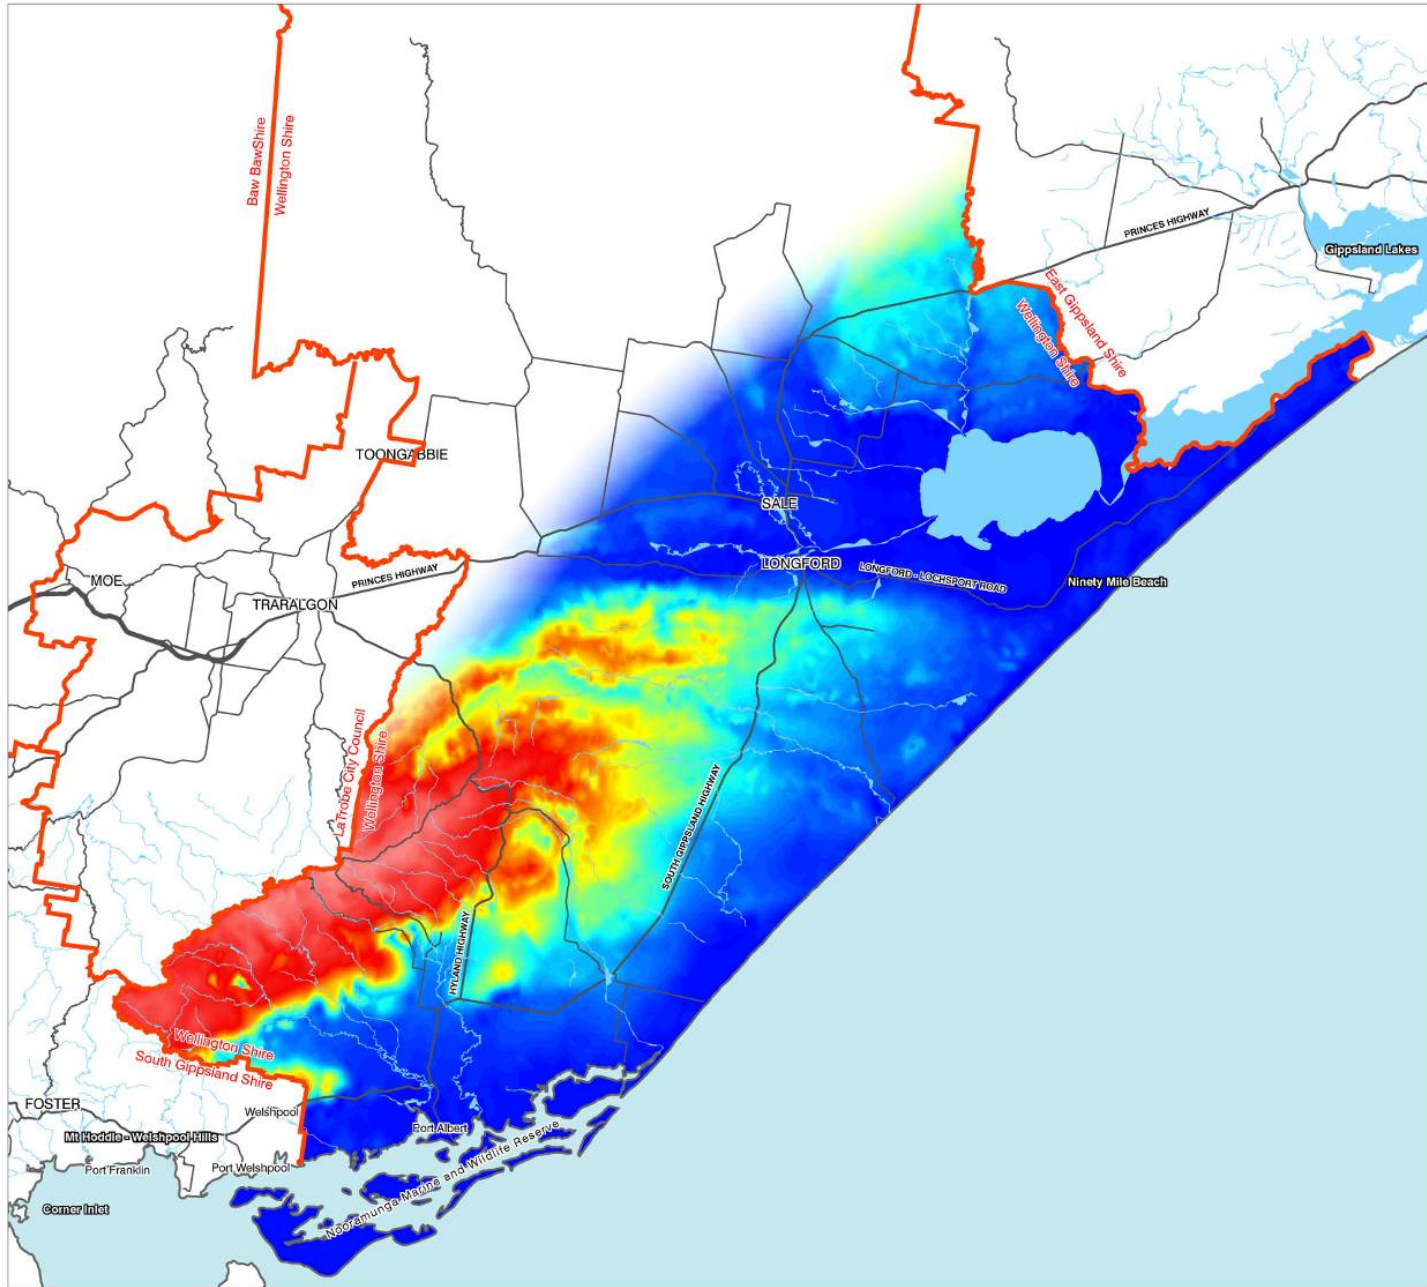 Baw BawShire
Wellington Shire
PRINCES HIGHWAY
Gippsland Lakes
East Gippsland Shire
Wellington Shire
TOONGABBIE
SALE
LONGFORD
LONGFORD - LOCHSPORT ROAD
Ninety Mile Beach
MOE
PRINCES HIGHWAY
TRARALGON
LaTrobe City Council
Wellington Shire
SOUTH GIPPSLAND HIGHWAY
HYLAND HIGHWAY
Wellington Shire
South Gippsland Shire
FOSTER
Welshpool
Mt Hoddle - Welshpool Hills
Port Albert
Port Franklin
Port Welshpool
Nooramunga Marine and Wildlife Reserve
Corner Inlet